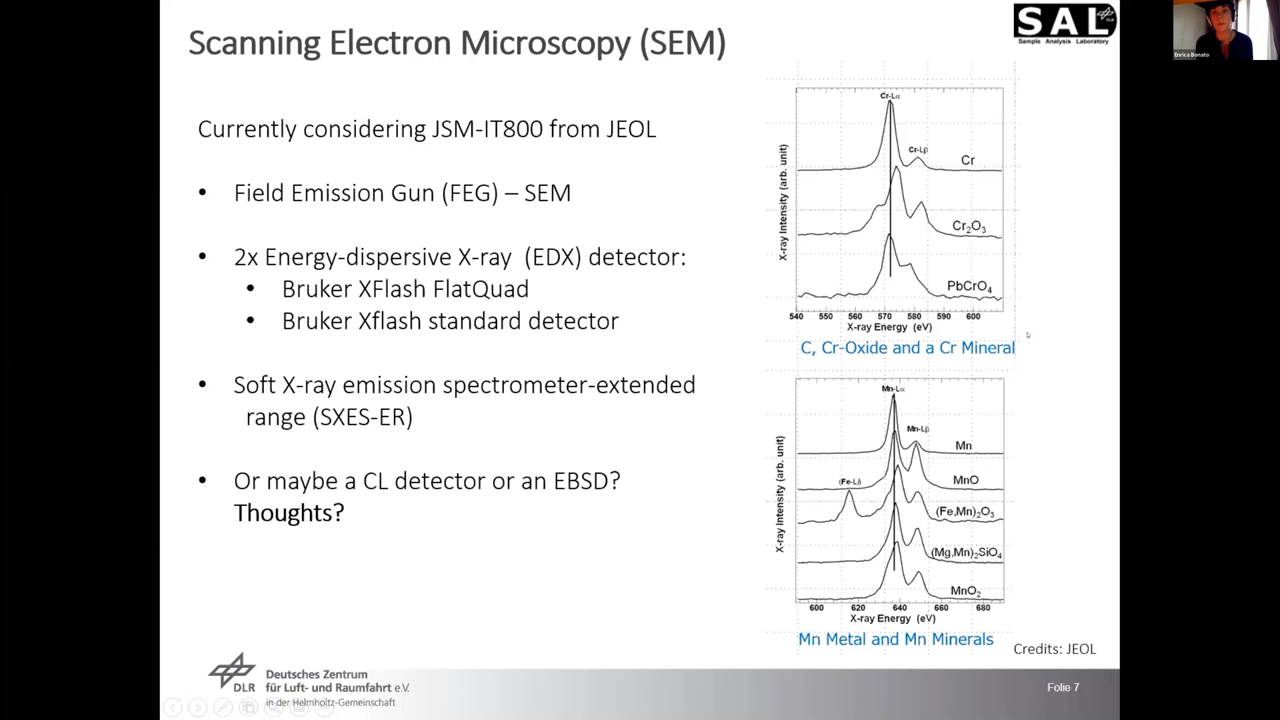 Scanning Electron Microscopy (SEM)
SAL
DLR
Sample Analysis Laboratory
Enrica Bonato
Currently considering JSM-IT800 from JEOL
• Field Emission Gun (FEG) – SEM
• 2x Energy-dispersive X-ray (EDX) detector:
• Bruker XFlash FlatQuad
• Bruker Xflash standard detector
• Soft X-ray emission spectrometer-extended
range (SXES-ER)
• Or maybe a CL detector or an EBSD?
Thoughts?
Cr-Lα
Cr-Lβ
Cr
Cr₂O₃
PbCrO₄
X-ray Intensity (arb. unit)
540 550 560 570 580 590 600
X-ray Energy (eV)
C, Cr-Oxide and a Cr Mineral
Mn-Lα
Mn-Lβ
Mn
MnO
(Fe-Lℓ)
(Fe,Mn)₂O₃
(Mg,Mn)₂SiO₄
MnO₂
X-ray Intensity (arb. unit)
600 620 640 660 680
X-ray Energy (eV)
Mn Metal and Mn Minerals
Credits: JEOL
DLR
Deutsches Zentrum
für Luft- und Raumfahrt e.V.
in der Helmholtz-Gemeinschaft
Folie 7